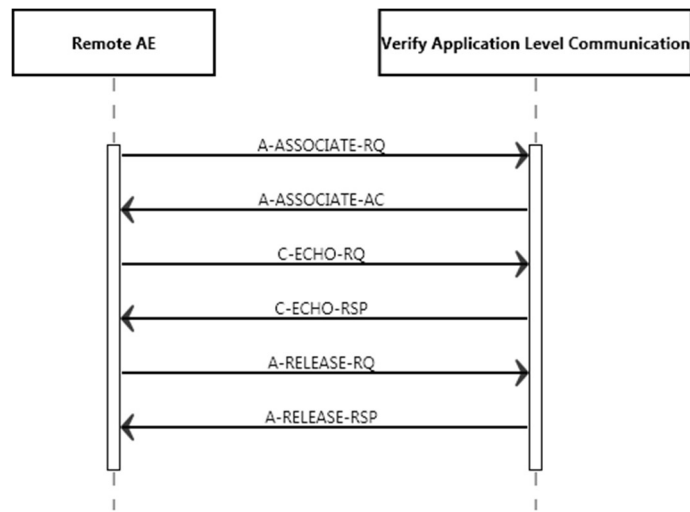 Remote AE
Verify Application Level Communication
A-ASSOCIATE-RQ
A-ASSOCIATE-AC
C-ECHO-RQ
C-ECHO-RSP
A-RELEASE-RQ
A-RELEASE-RSP